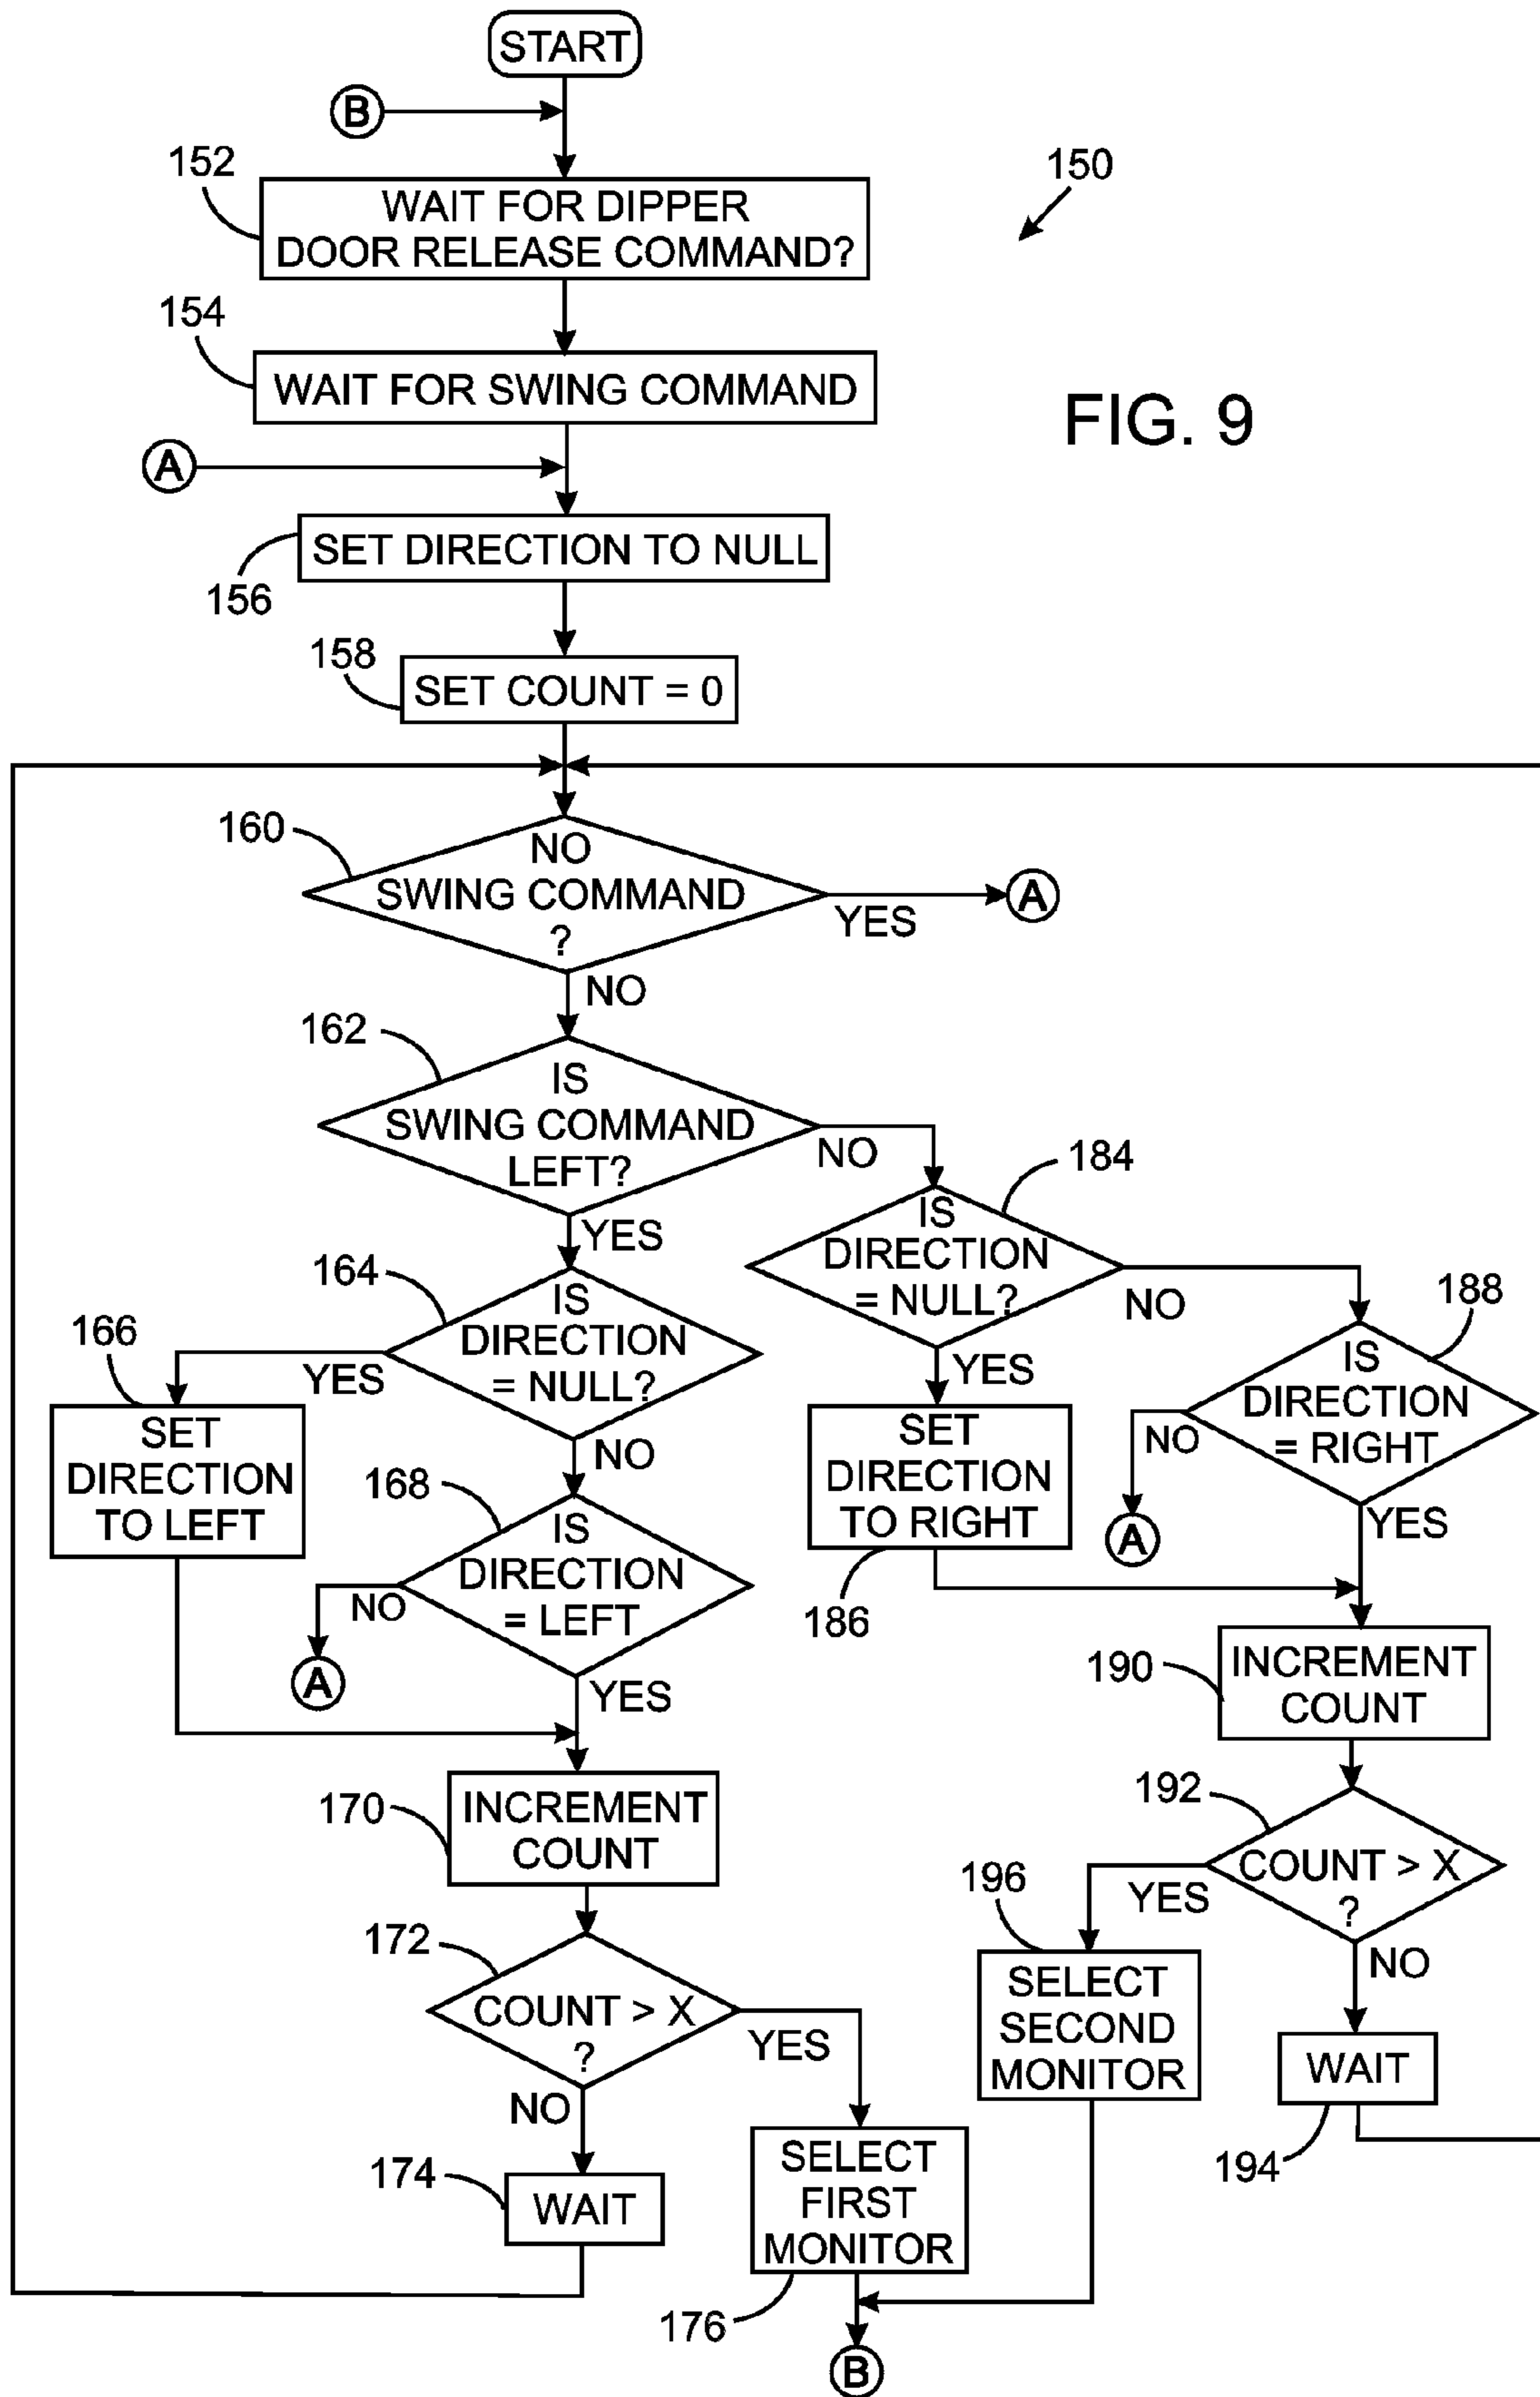 START
B
152
WAIT FOR DIPPER
DOOR RELEASE COMMAND?
150
154
WAIT FOR SWING COMMAND
FIG. 9
A
SET DIRECTION TO NULL
156
158
SET COUNT = 0
160
NO
SWING COMMAND
?
YES
A
NO
162
IS
SWING COMMAND
LEFT?
NO
184
YES
IS
DIRECTION
= NULL?
NO
188
164
IS
DIRECTION
= NULL?
YES
166
YES
IS
DIRECTION
= RIGHT
NO
A
YES
SET
DIRECTION
TO LEFT
NO
SET
DIRECTION
TO RIGHT
186
168
IS
DIRECTION
= LEFT
NO
A
YES
190
INCREMENT
COUNT
170
INCREMENT
COUNT
192
COUNT > X
?
YES
NO
196
SELECT
SECOND
MONITOR
WAIT
194
172
COUNT > X
?
YES
NO
174
WAIT
SELECT
FIRST
MONITOR
176
B